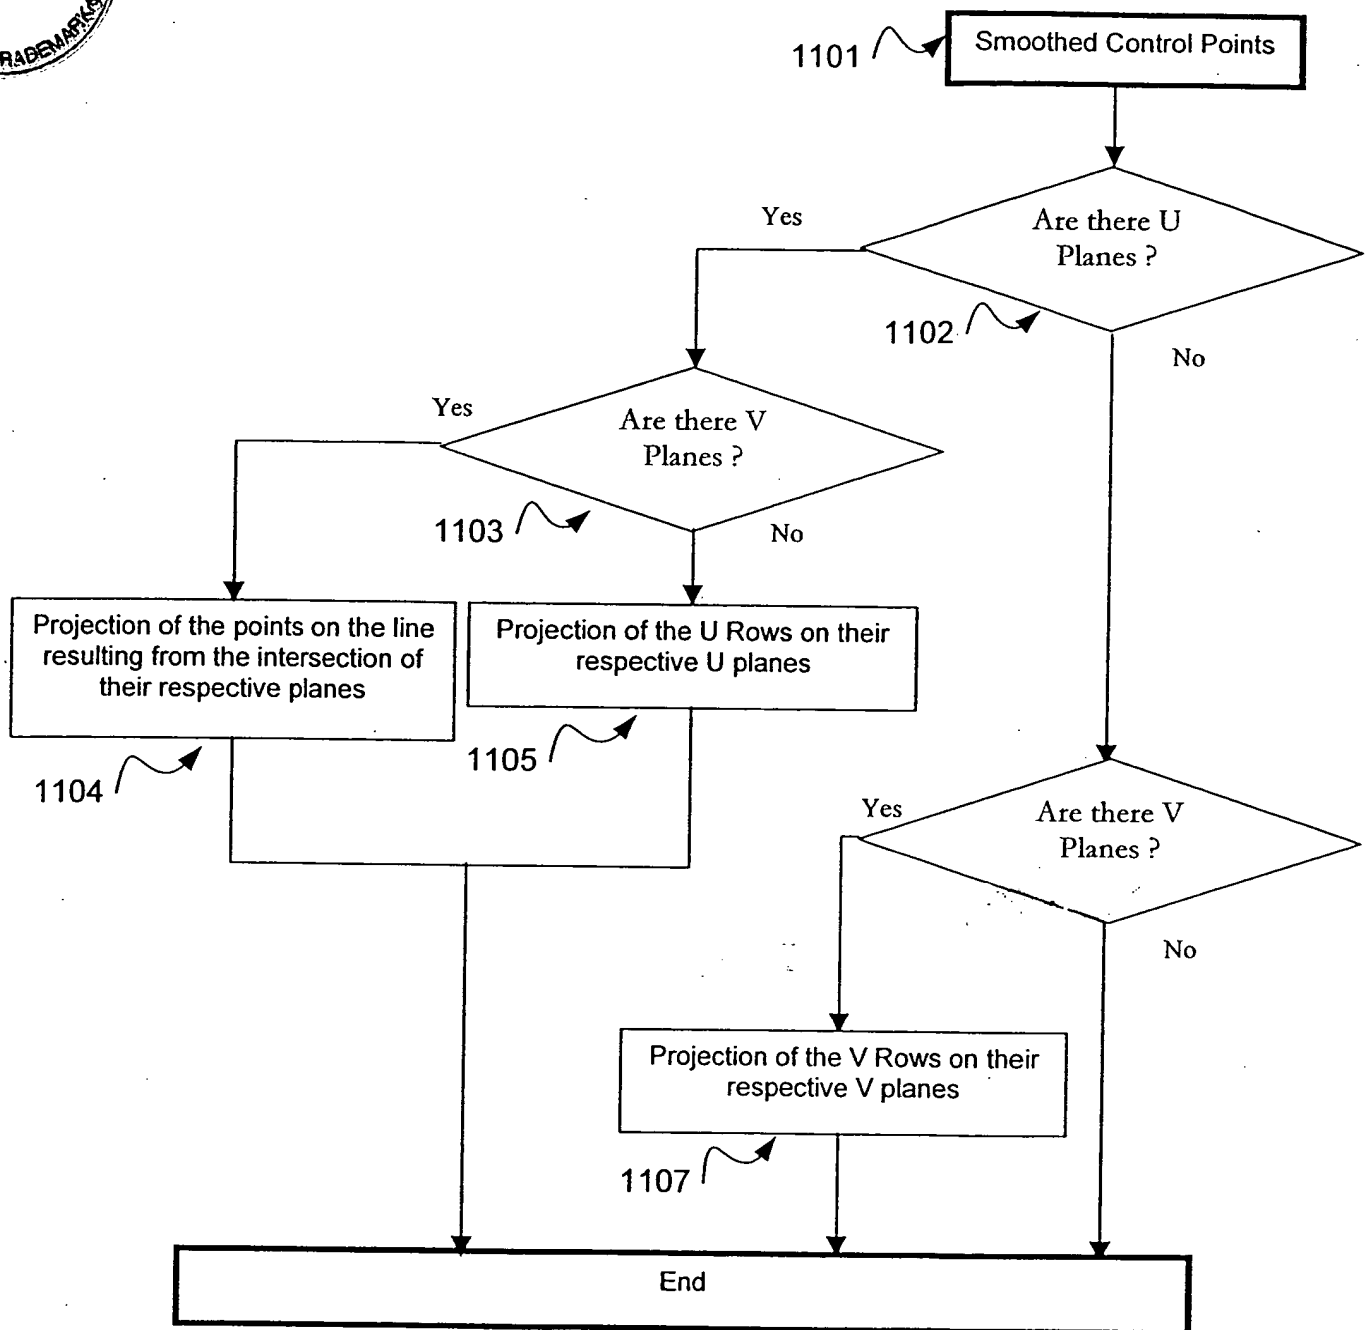 RADEMARKS
1101
Smoothed Control Points
Yes
Are there U
Planes ?
1102
No
Yes
Are there V
Planes ?
1103
No
Projection of the points on the line
resulting from the intersection of
their respective planes
Projection of the U Rows on their
respective U planes
1104
1105
Yes
Are there V
Planes ?
No
Projection of the V Rows on their
respective V planes
1107
End